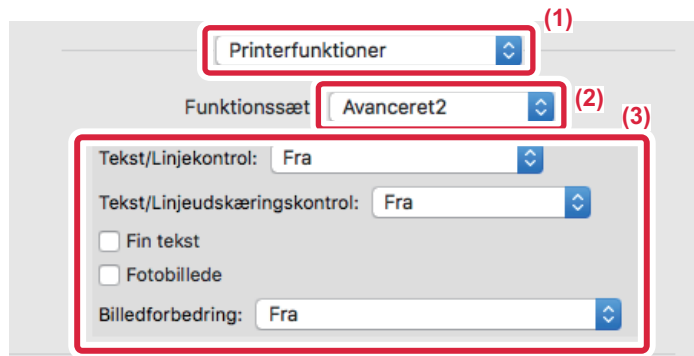 (1)
Printerfunktioner
Funktionssæt Avanceret2 (2)
(3)
Tekst/Linjekontrol: Fra
Tekst/Linjeudskæringskontrol: Fra
Fin tekst
Fotobillede
Billedforbedring: Fra